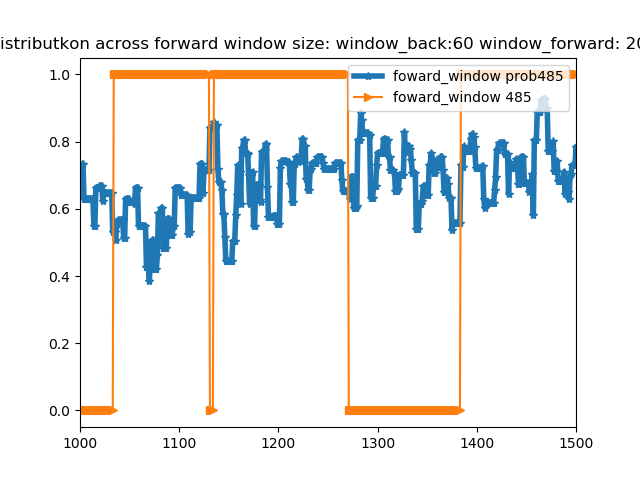 istributkon across forward window size: window_back:60 window_forward: 20
foward_window prob485
foward_window 485
1.0
0.8
0.6
0.4
0.2
0.0
1000 1100 1200 1300 1400 1500